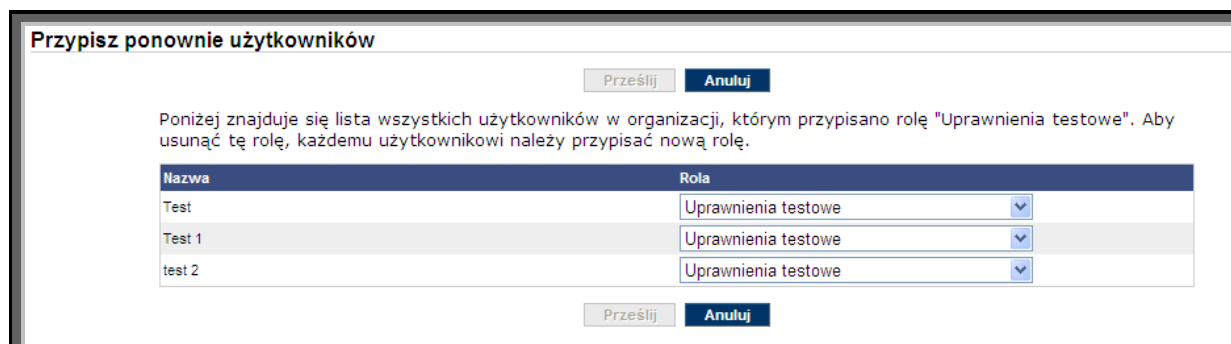 Przypisz ponownie użytkowników
Prześlij Anuluj
Poniżej znajduje się lista wszystkich użytkowników w organizacji, którym przypisano rolę "Uprawnienia testowe". Aby
usunąć tę rolę, każdemu użytkownikowi należy przypisać nową rolę.
Nazwa Rola
Test Uprawnienia testowe
Test 1 Uprawnienia testowe
test 2 Uprawnienia testowe
Prześlij Anuluj